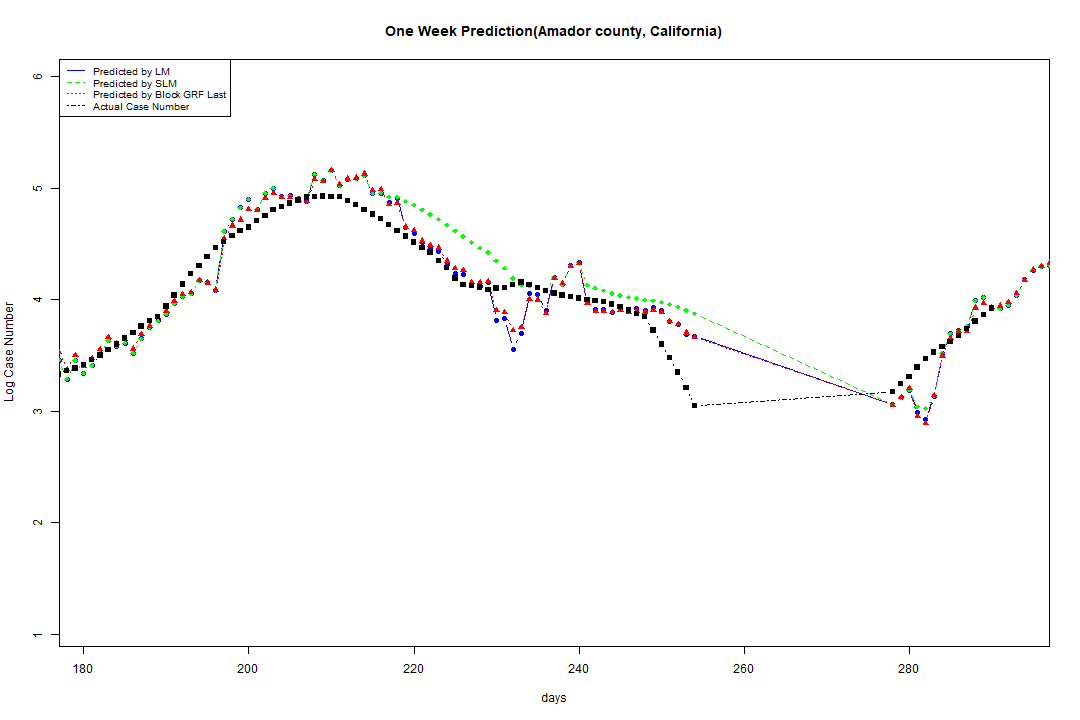 One Week Prediction(Amador county, California)
Predicted by LM
Predicted by SLM
Predicted by Block GRF Last
Actual Case Number
6
5
4
3
2
1
Log Case Number
180 200 220 240 260 280
days